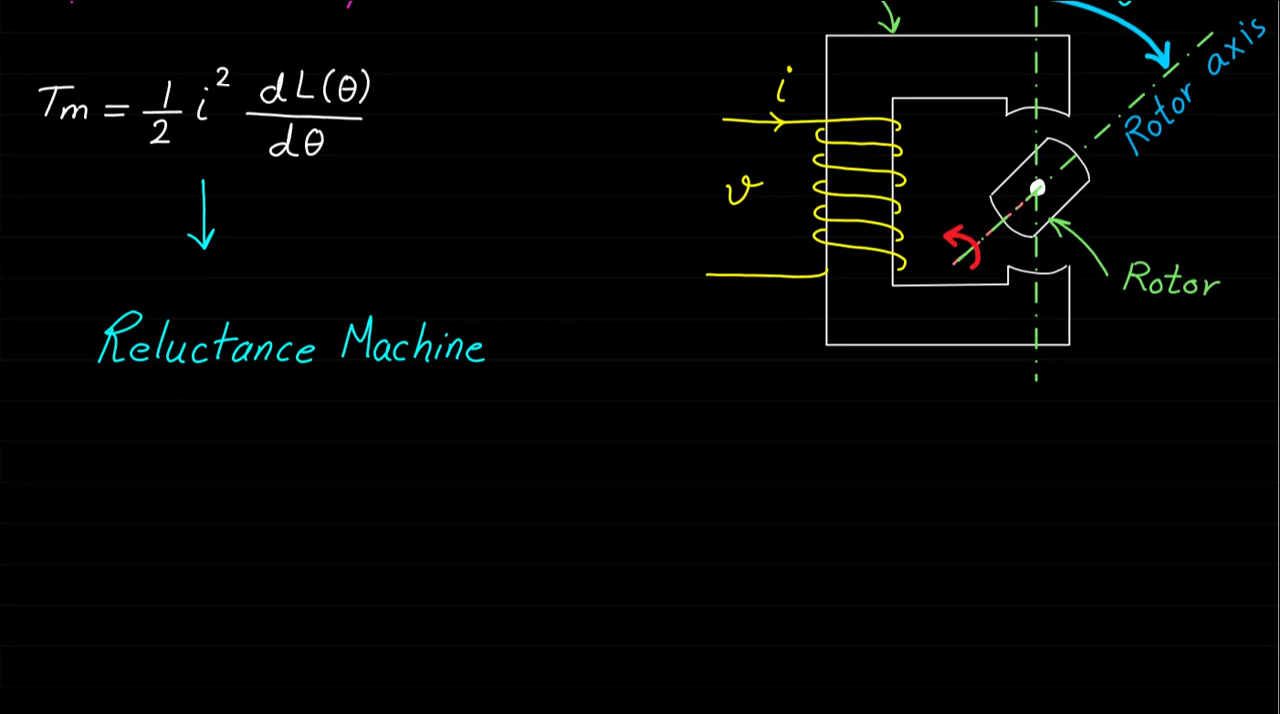 Tm = 1/2 i² dL(θ)/dθ
Reluctance Machine
i
v
Rotor axis
Rotor